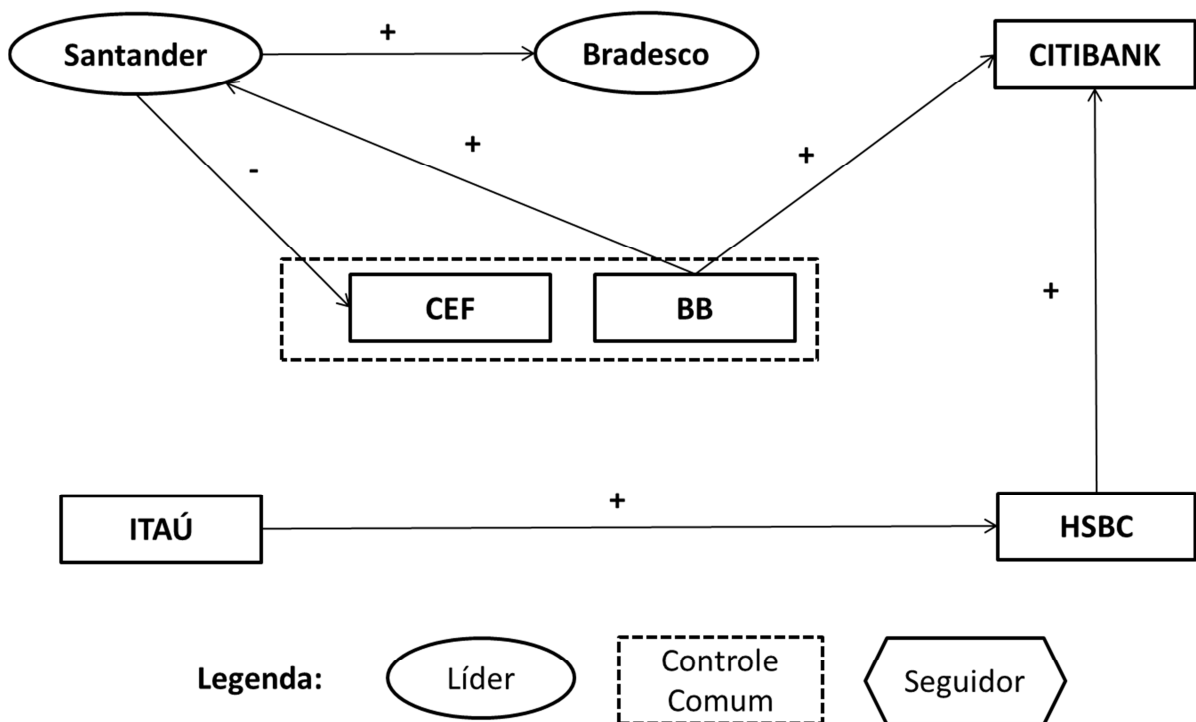 +
Santander
Bradesco
CITIBANK
+
+
-
CEF
BB
+
+
ITAÚ
HSBC
Legenda:
Líder
Controle
Comum
Seguidor